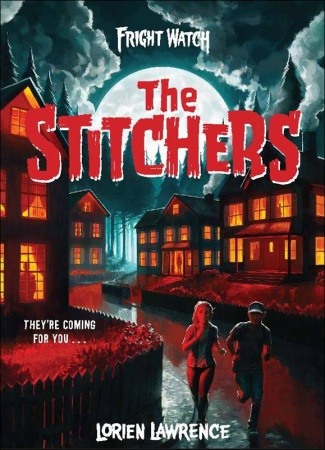 FRIGHT WATCH
The
STITCHERS
THEY'RE COMING
FOR YOU . . .
LORIEN LAWRENCE